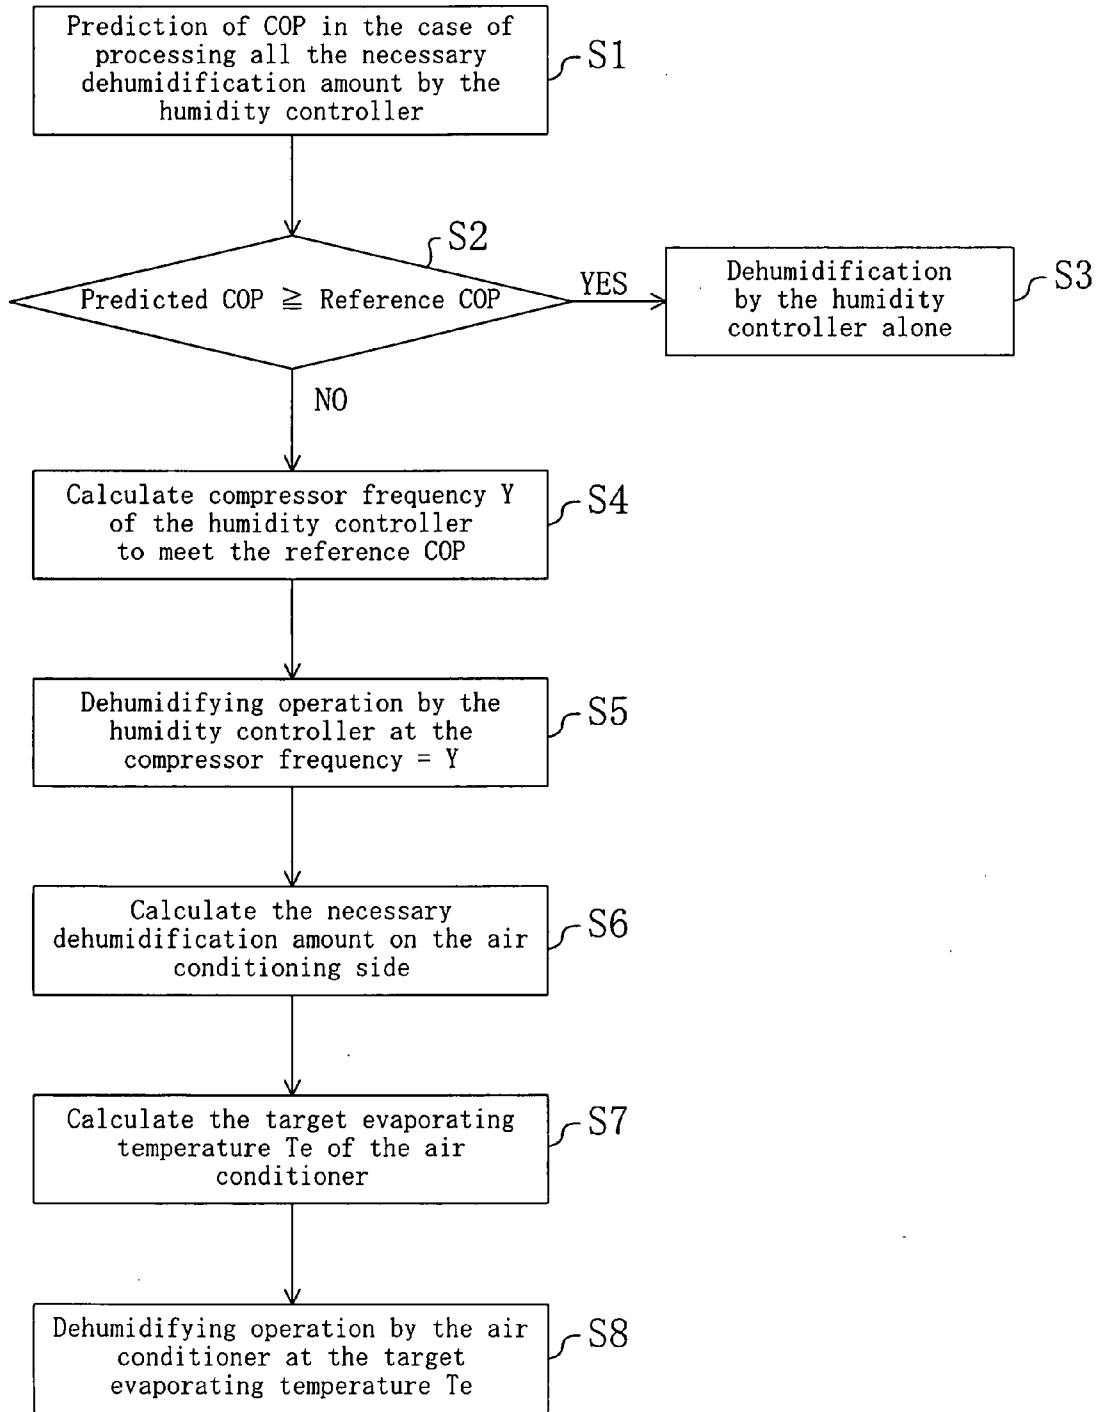 Prediction of COP in the case of
processing all the necessary
dehumidification amount by the
humidity controller
S1
S2
Predicted COP ≧ Reference COP
YES
Dehumidification
by the humidity
controller alone
S3
NO
Calculate compressor frequency Y
of the humidity controller
to meet the reference COP
S4
Dehumidifying operation by the
humidity controller at the
compressor frequency = Y
S5
Calculate the necessary
dehumidification amount on the air
conditioning side
S6
Calculate the target evaporating
temperature Te of the air
conditioner
S7
Dehumidifying operation by the air
conditioner at the target
evaporating temperature Te
S8